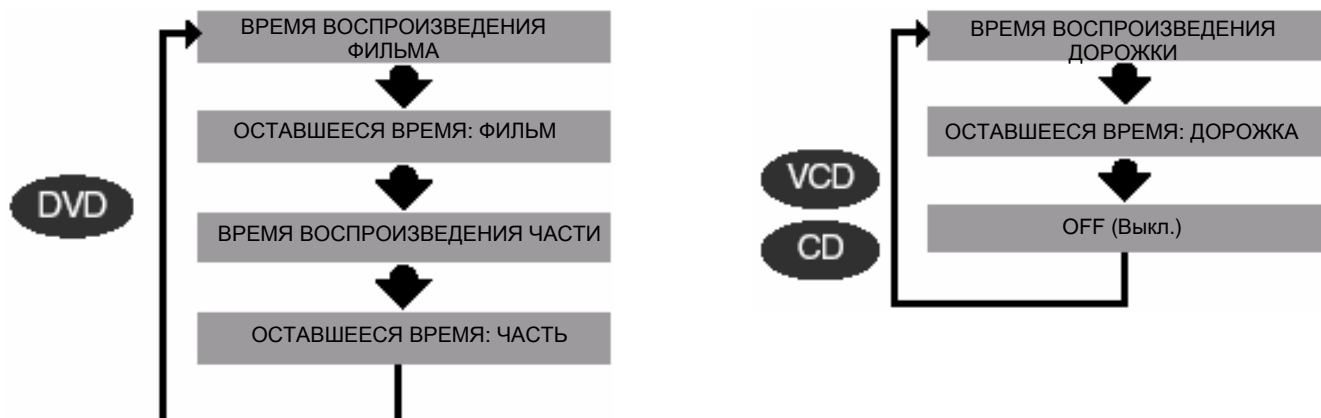 ВРЕМЯ ВОСПРОИЗВЕДЕНИЯ
ФИЛЬМА
ОСТАВШЕЕСЯ ВРЕМЯ: ФИЛЬМ
DVD
ВРЕМЯ ВОСПРОИЗВЕДЕНИЯ ЧАСТИ
ОСТАВШЕЕСЯ ВРЕМЯ: ЧАСТЬ
ВРЕМЯ ВОСПРОИЗВЕДЕНИЯ
ДОРОЖКИ
ОСТАВШЕЕСЯ ВРЕМЯ: ДОРОЖКА
VCD
CD
OFF (Выкл.)